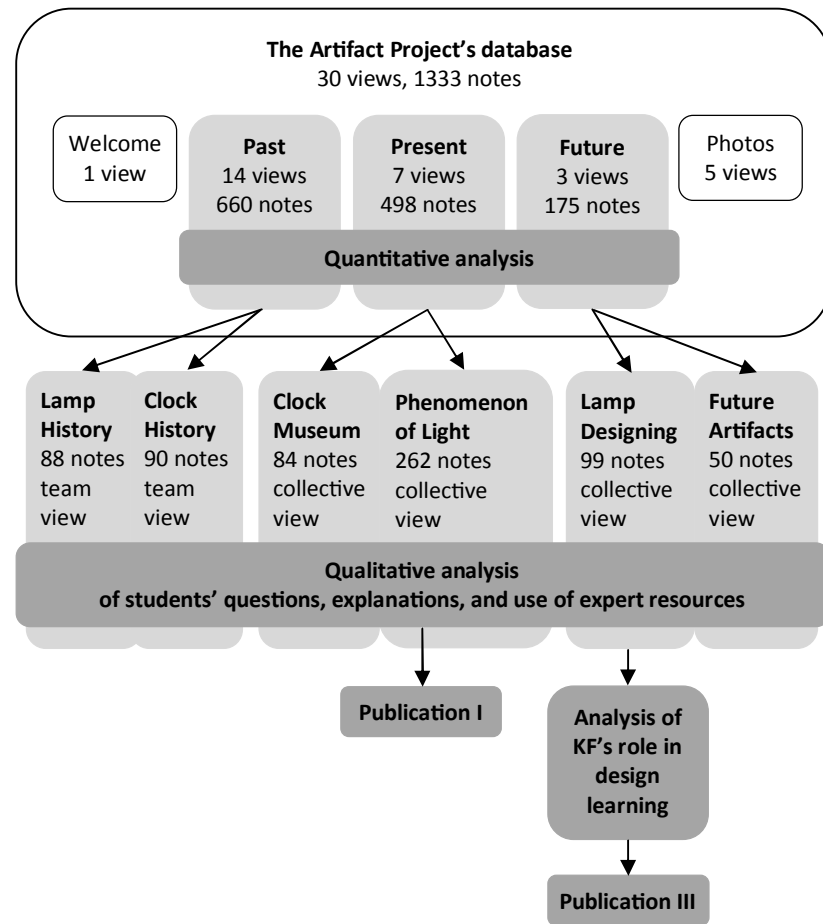 The Artifact Project’s database
30 views, 1333 notes
Welcome
1 view
Past
14 views
660 notes
Present
7 views
498 notes
Future
3 views
175 notes
Photos
5 views
Quantitative analysis
Lamp
History
88 notes
team
view
Clock
History
90 notes
team
view
Clock
Museum
84 notes
collective
view
Phenomenon
of Light
262 notes
collective
view
Lamp
Designing
99 notes
collective
view
Future
Artifacts
50 notes
collective
view
Qualitative analysis
of students’ questions, explanations, and use of expert resources
Publication I
Analysis of
KF’s role in
design
learning
Publication III